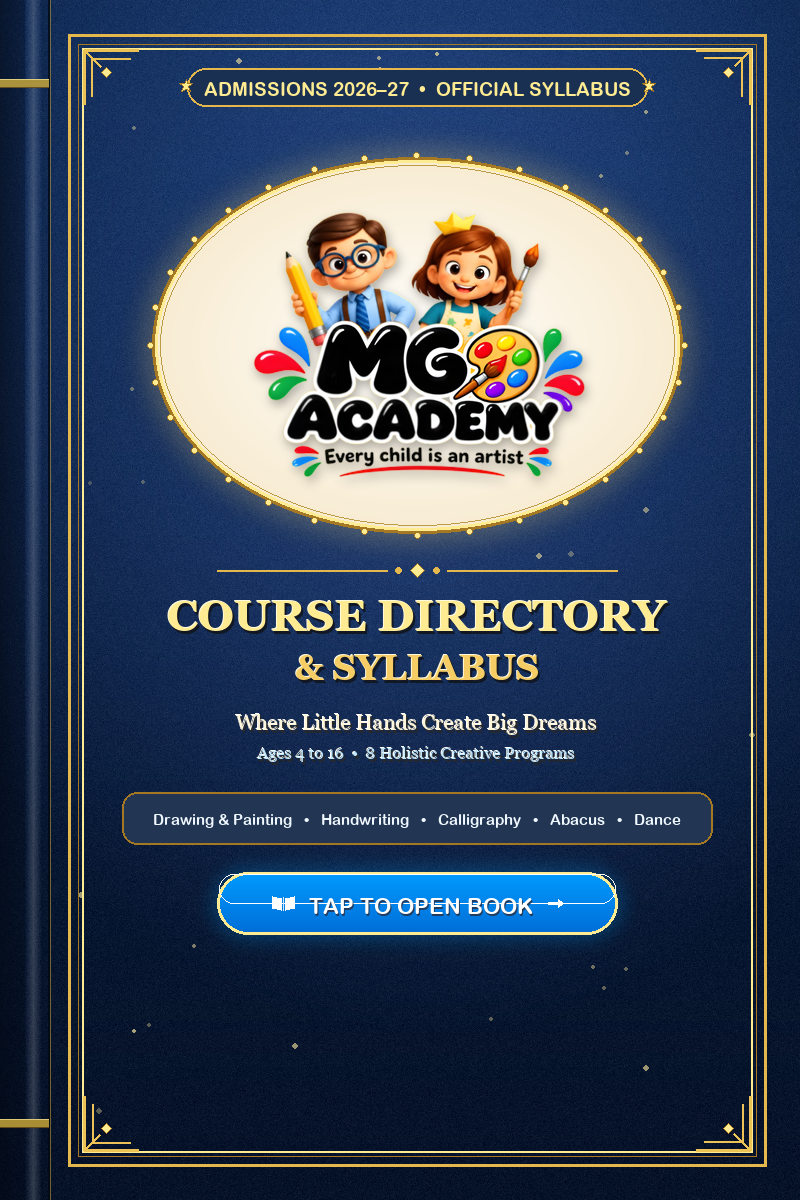 ADMISSIONS 2026–27 • OFFICIAL SYLLABUS
MG
ACADEMY
Every child is an artist
COURSE DIRECTORY
& SYLLABUS
Where Little Hands Create Big Dreams
Ages 4 to 16 • 8 Holistic Creative Programs
Drawing & Painting • Handwriting • Calligraphy • Abacus • Dance
TAP TO OPEN BOOK